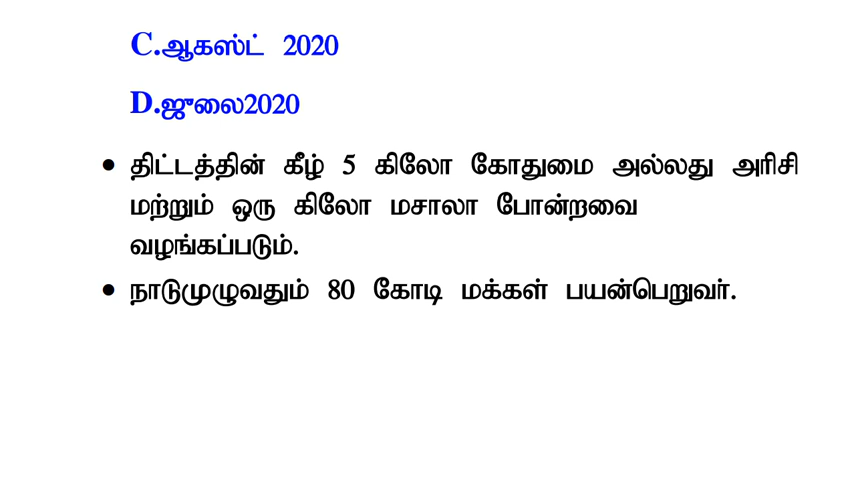 C.ஆகஸ்ட் 2020
D.ஜுலை2020
• திட்டத்தின் கீழ் 5 கிலோ கோதுமை அல்லது அரிசி
மற்றும் ஒரு கிலோ மசாலா போன்றவை
வழங்கப்படும்.
• நாடுமுழுவதும் 80 கோடி மக்கள் பயன்பெறுவர்.